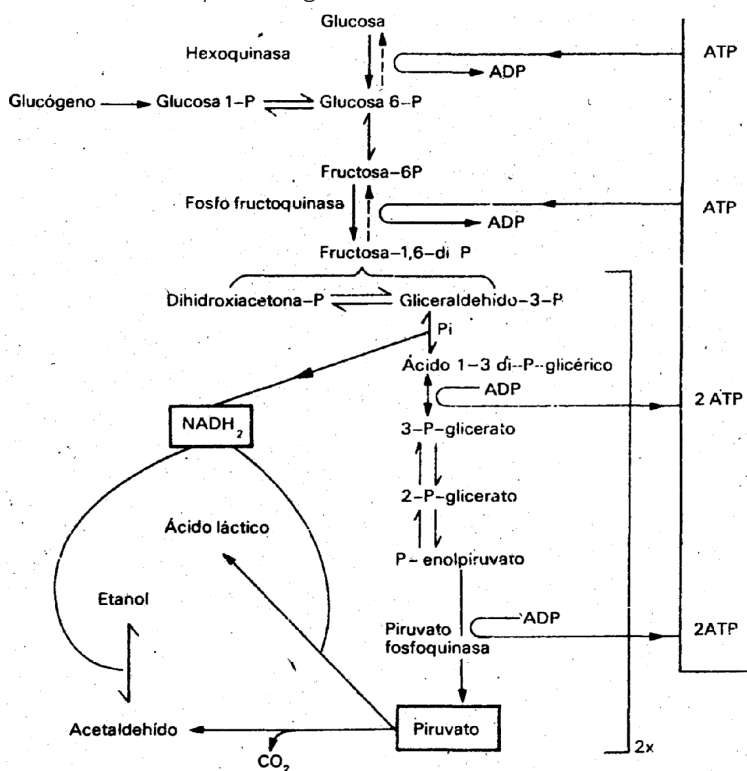 Glucosa
Hexoquinasa
ATP
ADP
Glucógeno
Glucosa 1-P
Glucosa 6-P
Fructosa-6P
Fosfo fructoquinasa
ATP
ADP
Fructosa-1,6-di P
Dihidroxiacetona-P
Gliceraldehído-3-P
Pi
Ácido 1-3 di--P--glicérico
ADP
2 ATP
NADH2
3-P-glicerato
2-P-glicerato
Ácido láctico
P-enolpiruvato
Etanol
ADP
2ATP
Piruvato
fosfoquinasa
Acetaldehído
Piruvato
CO2
2x